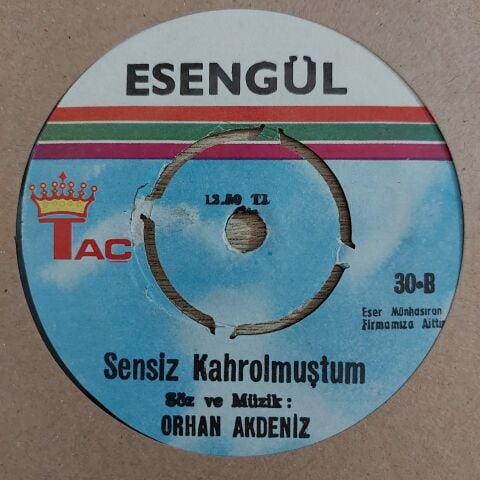 ESENGÜL
12.50 TL
TAC
30-B
Eser Münhasıran
Firmamıza Aittir
Sensiz Kahrolmuştum
Söz ve Müzik :
ORHAN AKDENİZ